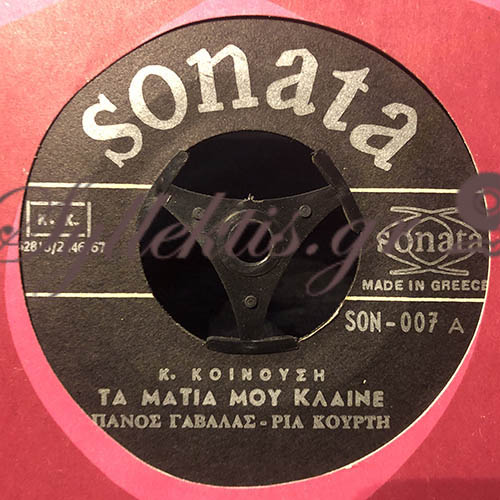 sonata
K. K.
sonata
MADE IN GREECE
SON-007 A
Κ. ΚΟΙΝΟΥΣΗ
ΤΑ ΜΑΤΙΑ ΜΟΥ ΚΛΑΙΝΕ
ΠΑΝΟΣ ΓΑΒΑΛΑΣ - ΡΙΑ ΚΟΥΡΤΗ